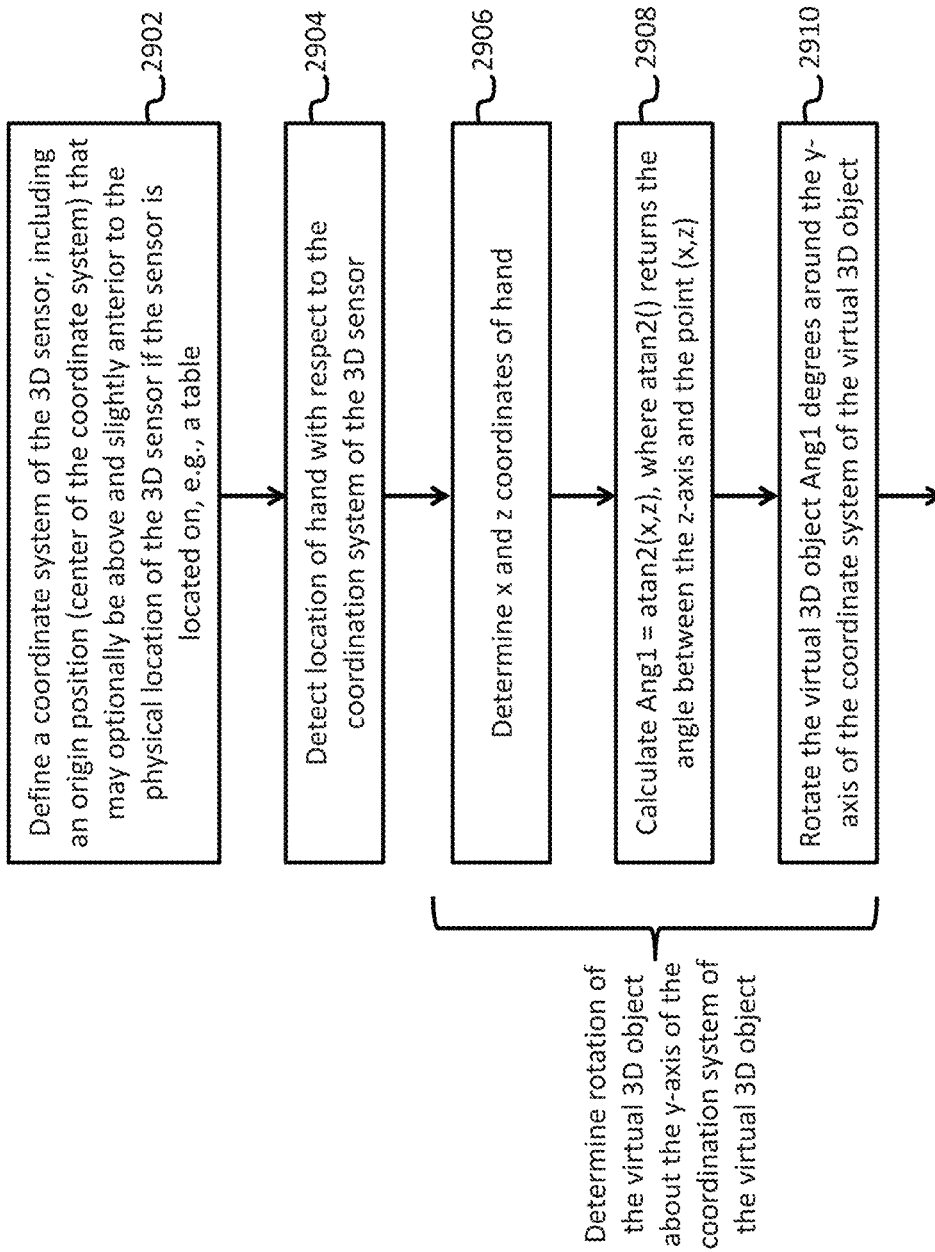 Define a coordinate system of the 3D sensor, including
an origin position (center of the coordinate system) that
may optionally be above and slightly anterior to the
physical location of the 3D sensor if the sensor is
located on, e.g., a table
2902
Detect location of hand with respect to the
coordination system of the 3D sensor
2904
Determine x and z coordinates of hand
2906
Calculate Ang1 = atan2(x,z), where atan2() returns the
angle between the z-axis and the point (x,z)
2908
Rotate the virtual 3D object Ang1 degrees around the y-
axis of the coordinate system of the virtual 3D object
2910
Determine rotation of
the virtual 3D object
about the y-axis of the
coordination system of
the virtual 3D object